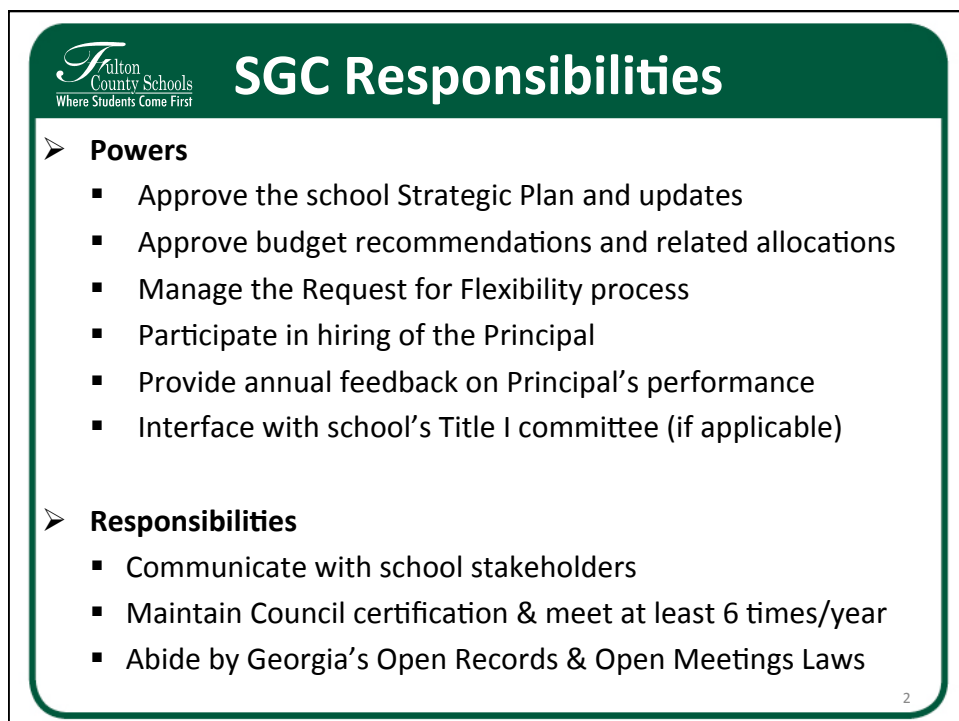 Fulton
County Schools
Where Students Come First
SGC Responsibilities
➢ Powers
▪ Approve the school Strategic Plan and updates
▪ Approve budget recommendations and related allocations
▪ Manage the Request for Flexibility process
▪ Participate in hiring of the Principal
▪ Provide annual feedback on Principal’s performance
▪ Interface with school’s Title I committee (if applicable)
➢ Responsibilities
▪ Communicate with school stakeholders
▪ Maintain Council certification & meet at least 6 times/year
▪ Abide by Georgia’s Open Records & Open Meetings Laws
2